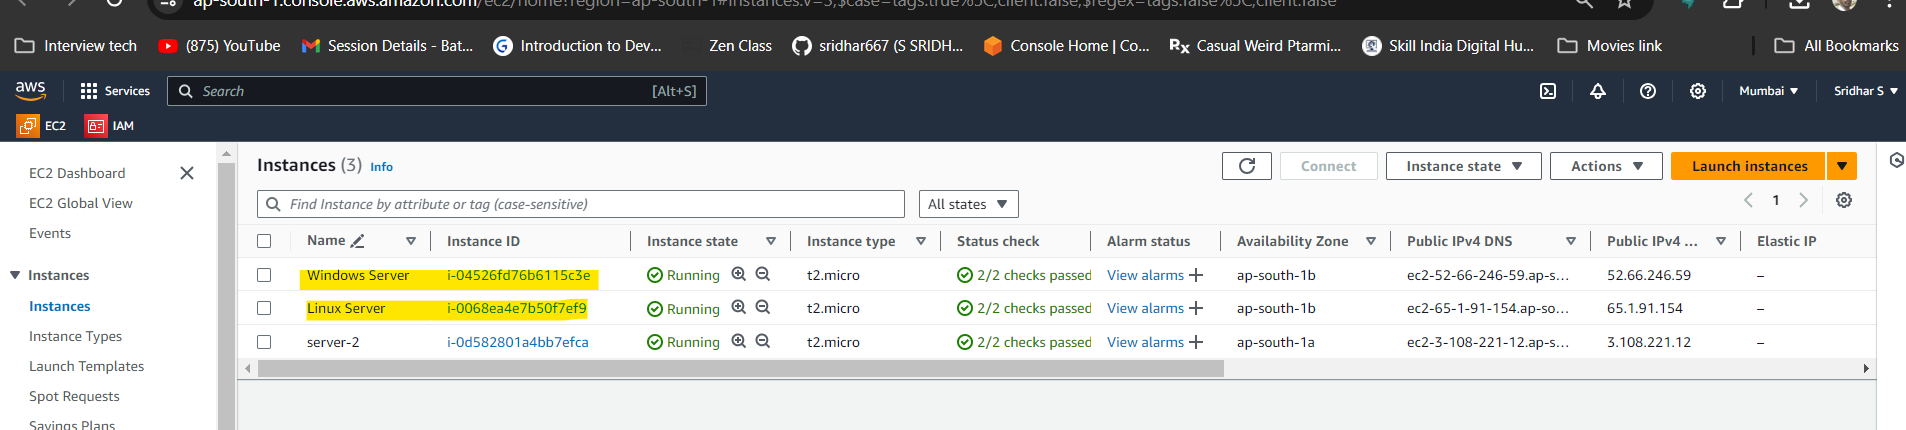 ap-south-1.console.aws.amazon.com/ec2/home?region=ap-south-1#Instances:v=3;$case=tags:true%5C,client:false;$regex=tags:false%5C,client:false
Interview tech (875) YouTube Session Details - Bat... Introduction to Dev... Zen Class sridhar667 (S SRIDH... Console Home | Co... Casual Weird Ptarmi... Skill India Digital Hu... Movies link All Bookmarks
aws Services Search [Alt+S] Mumbai Sridhar S
EC2 IAM
EC2 Dashboard
EC2 Global View
Events
Instances
Instances
Instance Types
Launch Templates
Spot Requests
Savings Plans
Instances (3) Info Connect Instance state Actions Launch instances
Find Instance by attribute or tag (case-sensitive) All states 1
Name Instance ID Instance state Instance type Status check Alarm status Availability Zone Public IPv4 DNS Public IPv4 ... Elastic IP
Windows Server i-04526fd76b6115c3e Running t2.micro 2/2 checks passed View alarms + ap-south-1b ec2-52-66-246-59.ap-s... 52.66.246.59 –
Linux Server i-0068ea4e7b50f7ef9 Running t2.micro 2/2 checks passed View alarms + ap-south-1b ec2-65-1-91-154.ap-so... 65.1.91.154 –
server-2 i-0d582801a4bb7efca Running t2.micro 2/2 checks passed View alarms + ap-south-1a ec2-3-108-221-12.ap-s... 3.108.221.12 –